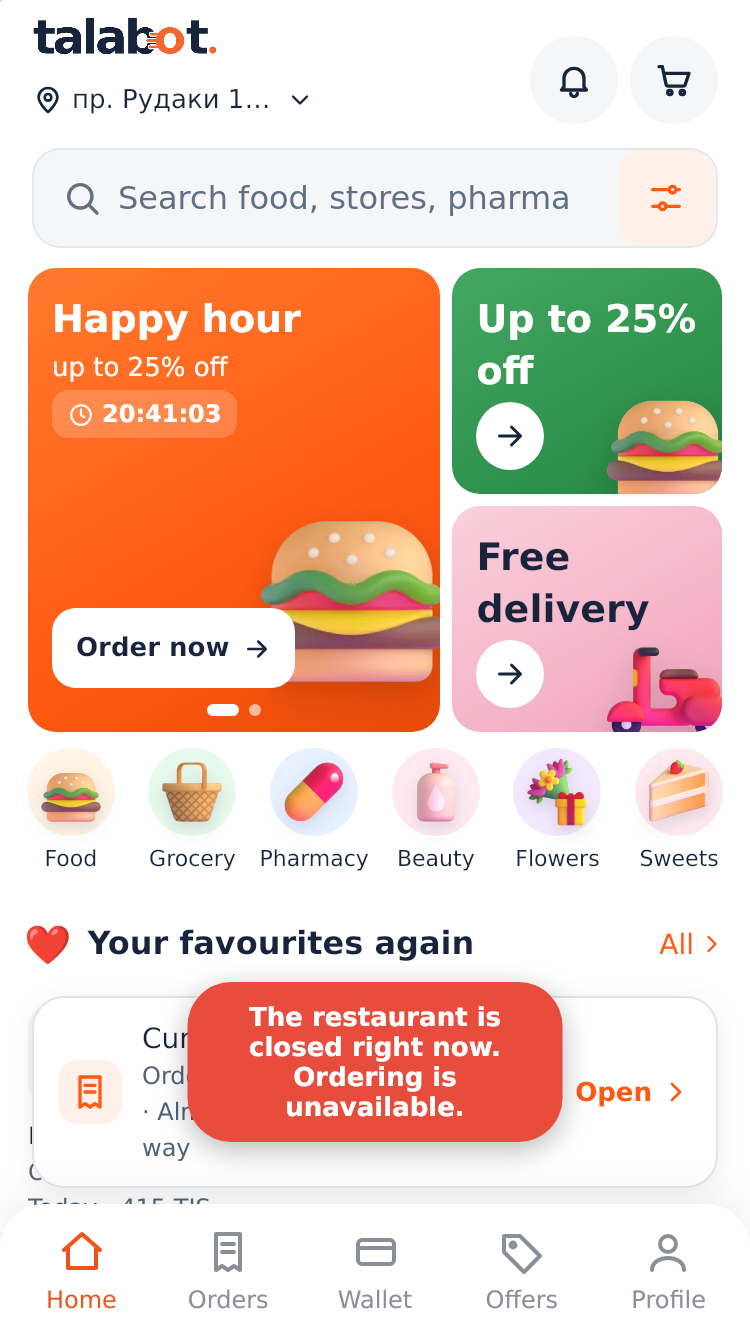 talabot.
пр. Рудаки 1...
Search food, stores, pharma
Happy hour
up to 25% off
20:41:03
Order now
Up to 25%
off
Free
delivery
Food
Grocery
Pharmacy
Beauty
Flowers
Sweets
Your favourites again
All
The restaurant is
closed right now.
Ordering is
unavailable.
way
Open
Home
Orders
Wallet
Offers
Profile